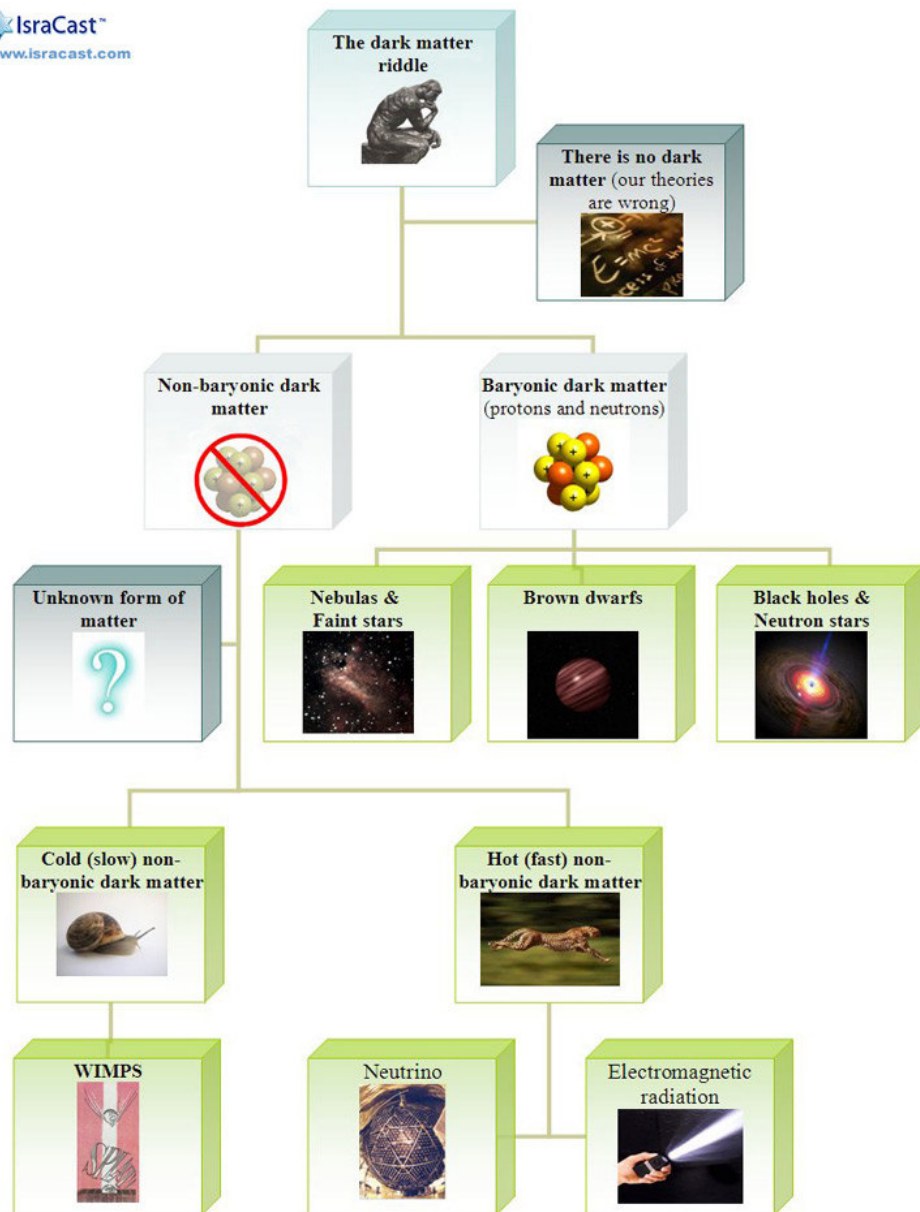 IsraCast™
www.isracast.com
The dark matter
riddle
There is no dark
matter (our theories
are wrong)
E=mc²
Non-baryonic dark
matter
Baryonic dark matter
(protons and neutrons)
Unknown form of
matter
?
Nebulas &
Faint stars
Brown dwarfs
Black holes &
Neutron stars
Cold (slow) non-
baryonic dark matter
Hot (fast) non-
baryonic dark matter
WIMPS
Neutrino
Electromagnetic
radiation